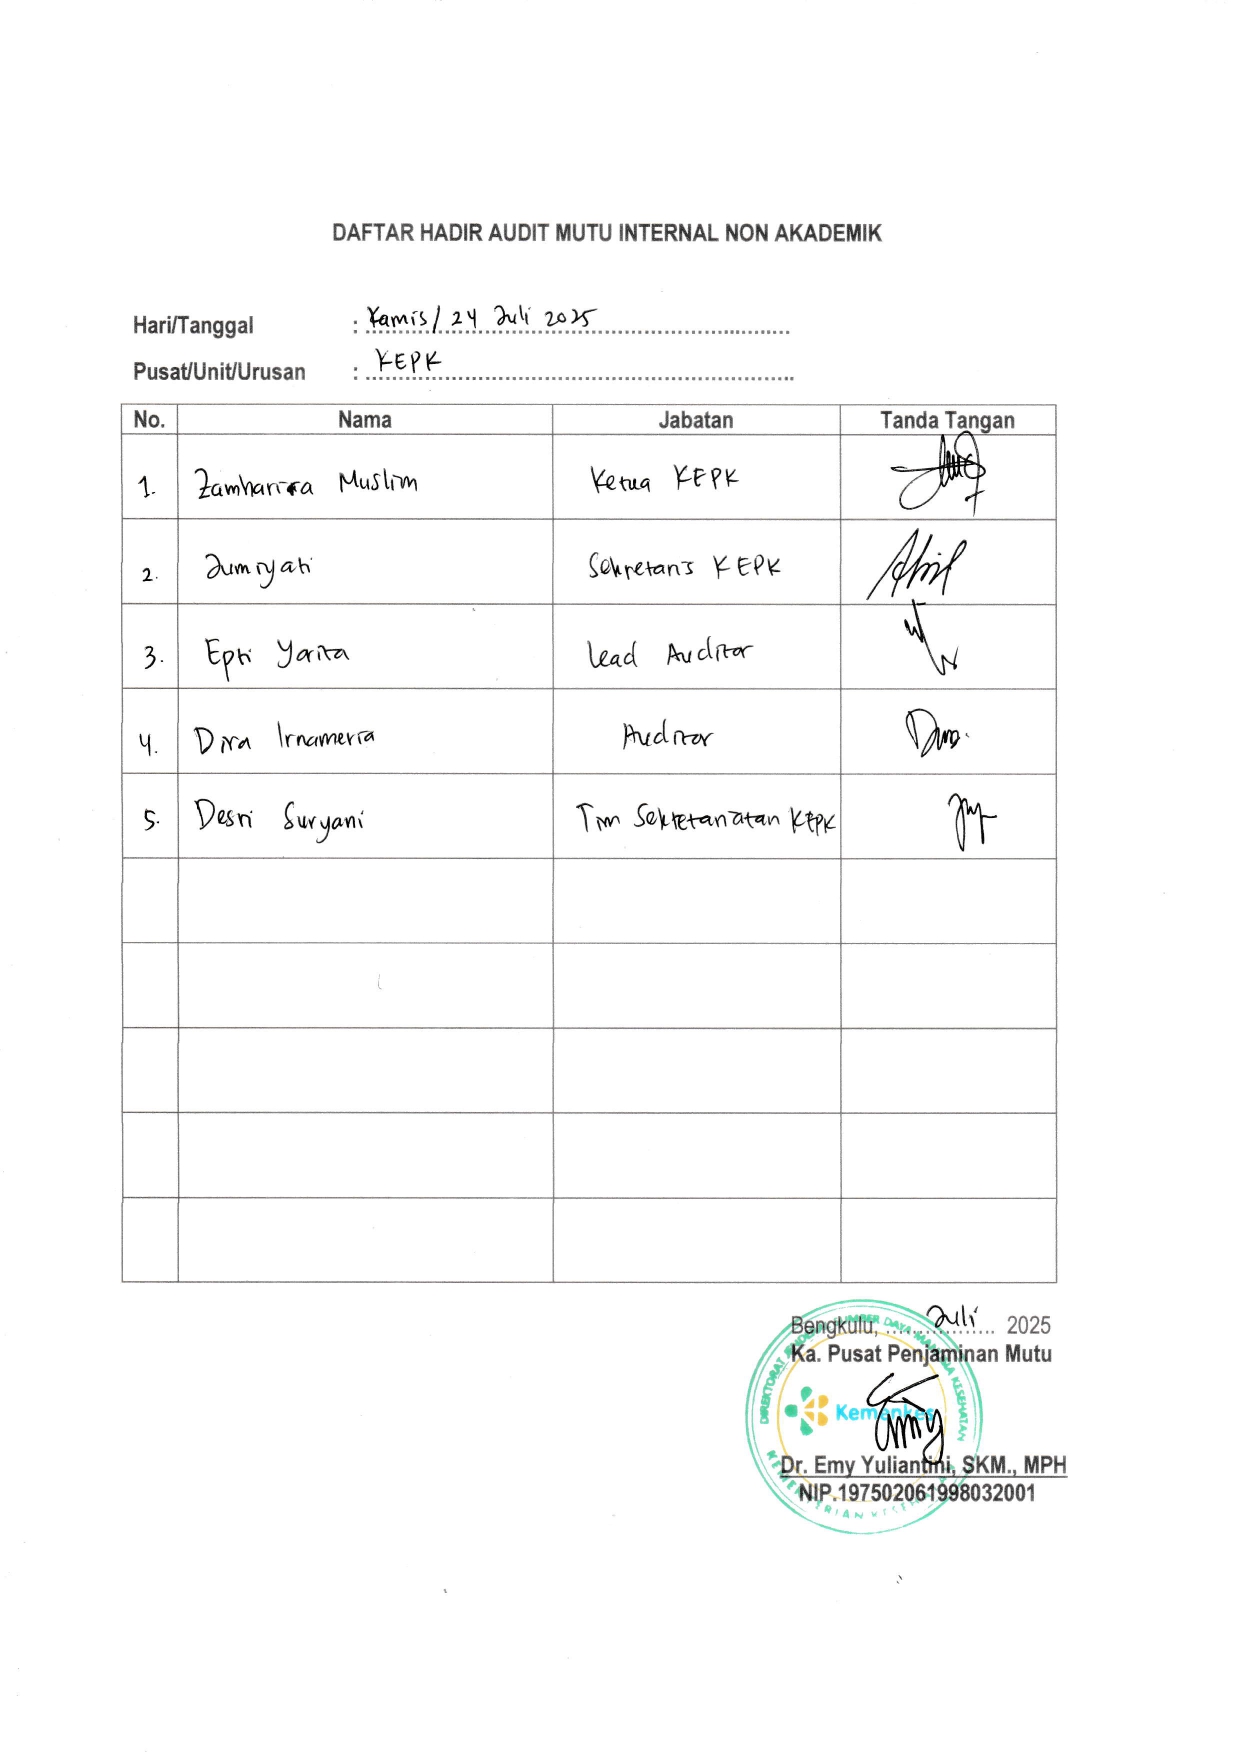 DAFTAR HADIR AUDIT MUTU INTERNAL NON AKADEMIK
Hari/Tanggal : Kamis / 24 Juli 2025
Pusat/Unit/Urusan : KEPK
No. Nama Jabatan Tanda Tangan
1. Zamharira Muslim Ketua KEPK
2. Jumiyati Sekretaris KEPK
3. Epti Yorita Lead Auditor
4. Dira Irnameria Auditor
5. Desri Suryani Tim Sekretariatan KEPK
Bengkulu, Juli 2025
Ka. Pusat Penjaminan Mutu
Kemenkes
Dr. Emy Yuliantini, SKM., MPH
NIP.197502061998032001